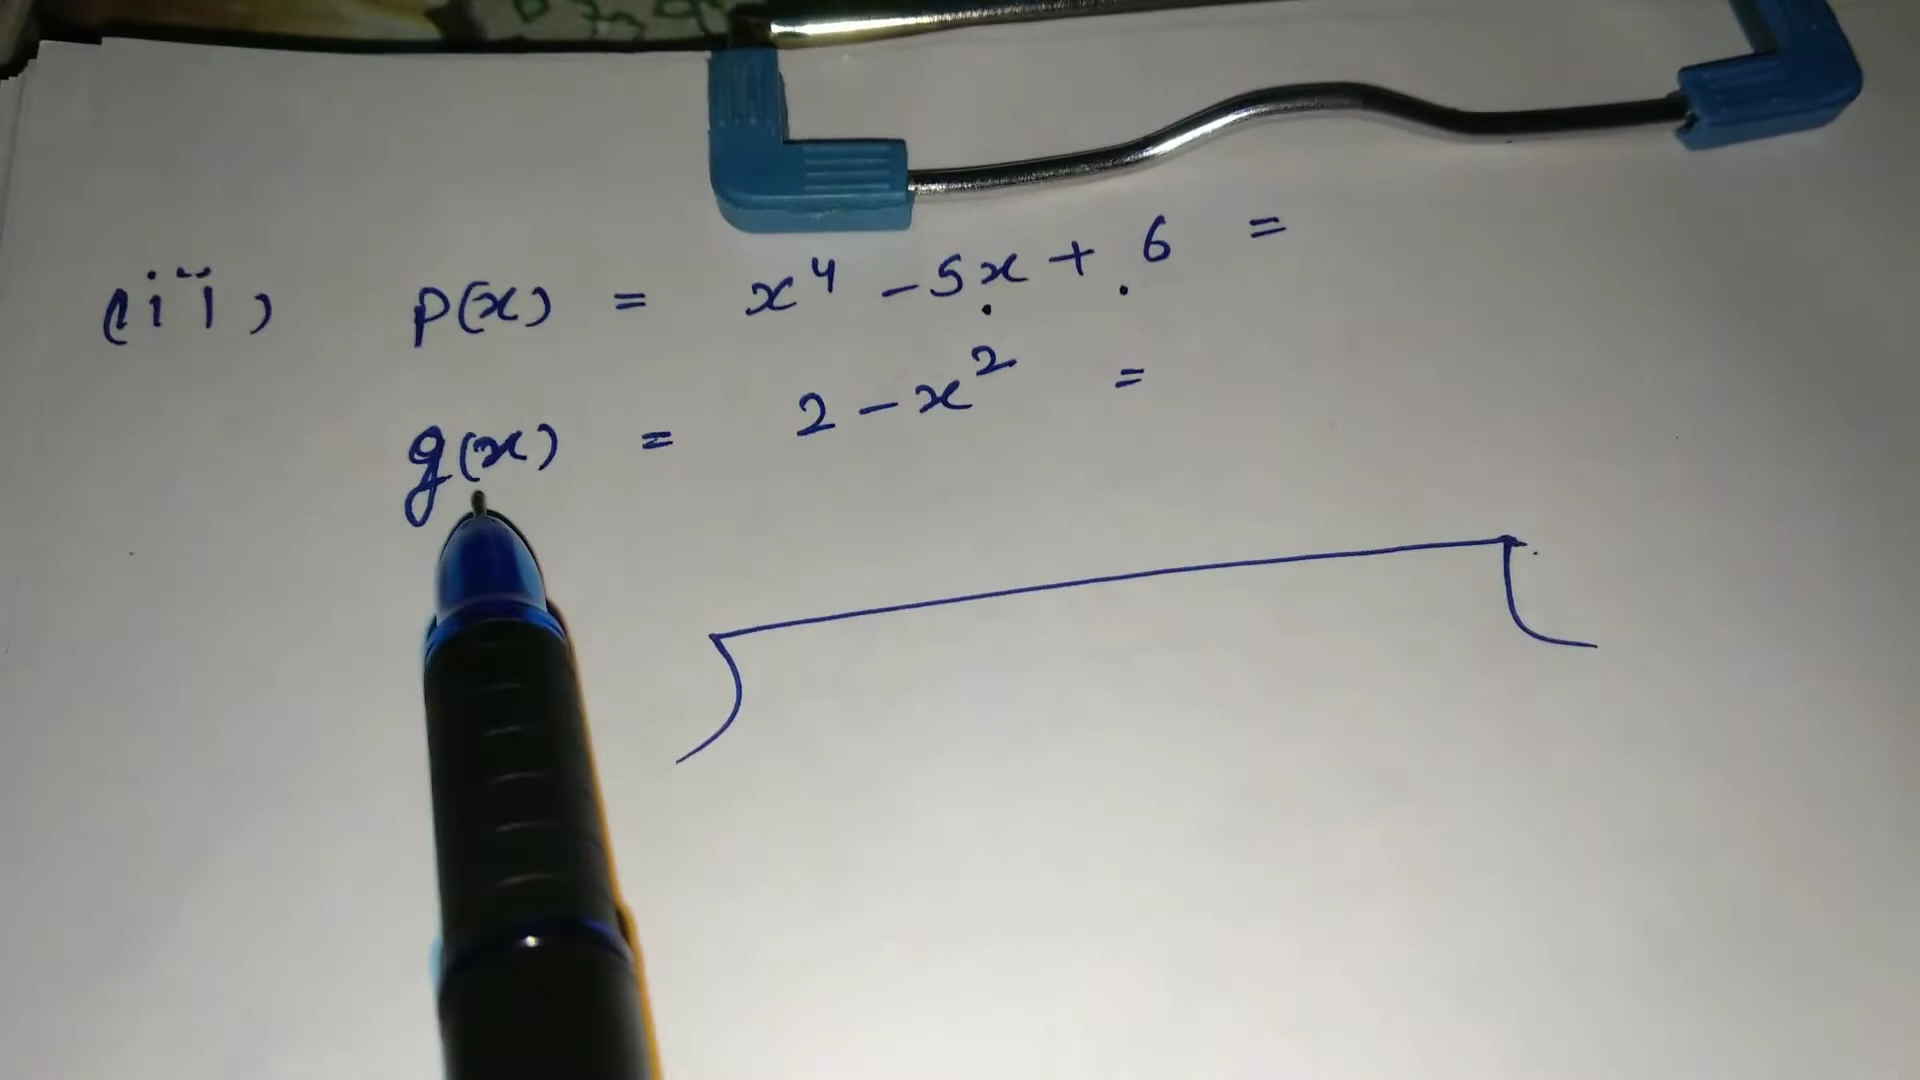 (iii) p(x) = x⁴ - 5x + 6 =
g(x) = 2 - x² =